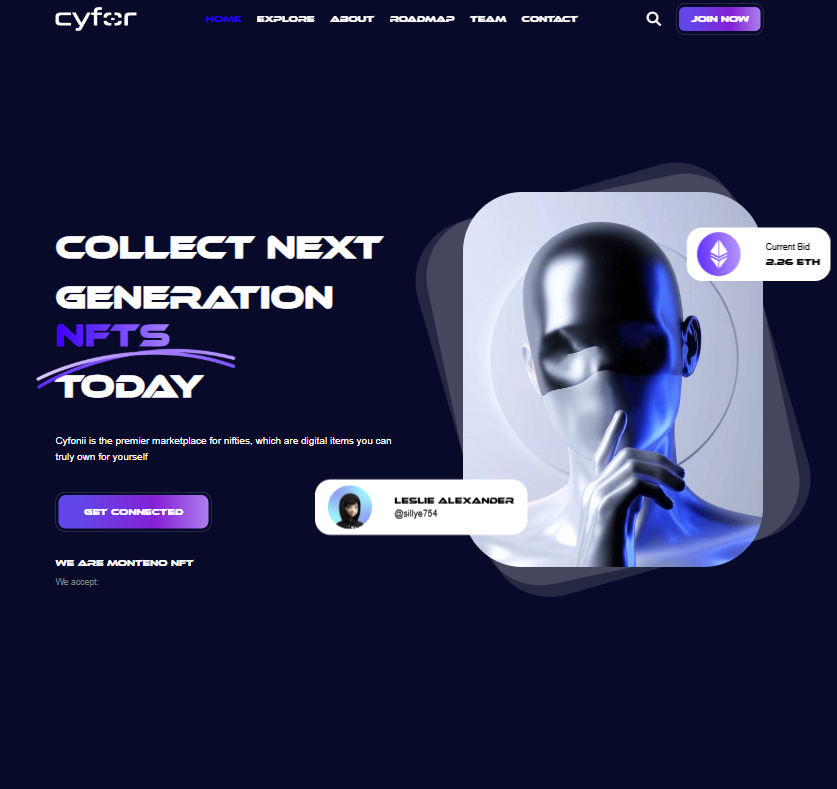 cyfor
HOME EXPLORE ABOUT ROADMAP TEAM CONTACT
JOIN NOW
COLLECT NEXT
GENERATION
NFTS
TODAY
Cyfonii is the premier marketplace for nifties, which are digital items you can
truly own for yourself
GET CONNECTED
WE ARE MONTENO NFT
We accept:
Current Bid
2.26 ETH
LESLIE ALEXANDER
@sillye754